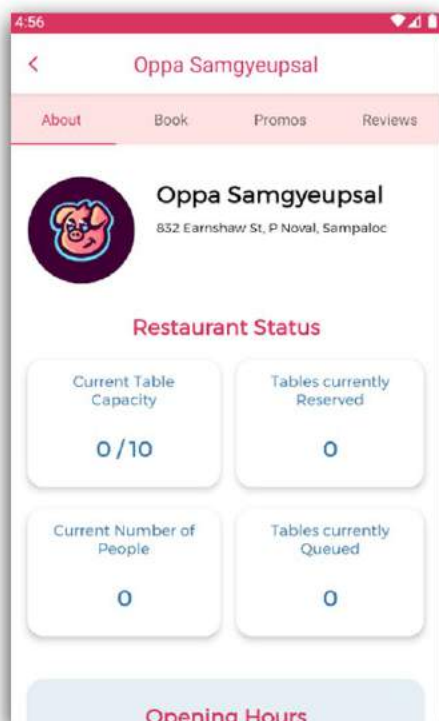 4:56
Oppa Samgyeupsal
About Book Promos Reviews
Oppa Samgyeupsal
832 Earnshaw St, P Noval, Sampaloc
Restaurant Status
Current Table
Capacity
0 / 10
Tables currently
Reserved
0
Current Number of
People
0
Tables currently
Queued
0
Opening Hours